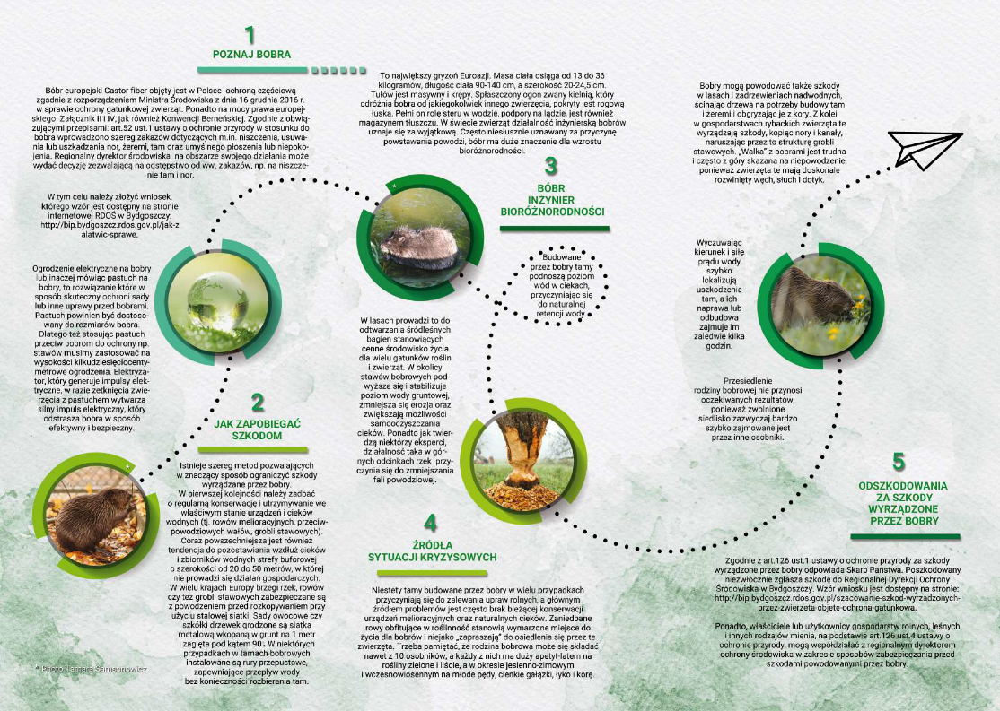 1
POZNAJ BOBRA
Bóbr europejski Castor fiber objęty jest w Polsce ochroną częściową
zgodnie z rozporządzeniem Ministra Środowiska z dnia 16 grudnia 2016 r.
w sprawie ochrony gatunkowej zwierząt. Ponadto na mocy prawa europej-
skiego Załącznik II i IV, jak również Konwencji Berneńskiej. Zgodnie z obwią-
zującymi przepisami: art.52 ust.1 ustawy o ochronie przyrody w stosunku do
bobra wprowadzono szereg zakazów dotyczących m.in. niszczenia, usuwa-
nia lub uszkadzania nor, żeremi, tam oraz umyślnego płoszenia lub niepoko-
jenia. Regionalny dyrektor środowiska na obszarze swojego działania może
wydać decyzję zezwalającą na odstępstwo od ww. zakazów, np. na niszcze-
nie tam i nor.
W tym celu należy złożyć wniosek,
którego wzór jest dostępny na stronie
internetowej RDOŚ w Bydgoszczy:
http://bip.bydgoszcz.rdos.gov.pl/jak-z
alatwic-sprawe.
Ogrodzenie elektryczne na bobry
lub inaczej mówiąc pastuch na
bobry, to rozwiązanie które w
sposób skuteczny ochroni sady
lub inne uprawy przed bobrami.
Pastuch powinien być dostoso-
wany do rozmiarów bobra.
Dlatego też stosując pastuch
przeciw bobrom do ochrony np.
stawów musimy zastosować na
wysokości kilkudziesięciocenty-
metrowe ogrodzenia. Elektryza-
tor, który generuje impulsy elek-
tryczne, w razie zetknięcia zwie-
rzęcia z pastuchem wytwarza
silny impuls elektryczny, który
odstrasza bobra w sposób
efektywny i bezpieczny.
2
JAK ZAPOBIEGAĆ
SZKODOM
Istnieje szereg metod pozwalających
w znaczący sposób ograniczyć szkody
wyrządzane przez bobry.
W pierwszej kolejności należy zadbać
o regularną konserwację i utrzymywanie we
właściwym stanie urządzeń i cieków
wodnych (tj. rowów melioracyjnych, przeciw-
powodziowych wałów, grobli stawowych).
Coraz powszechniejsza jest również
tendencja do pozostawiania wzdłuż cieków
i zbiorników wodnych strefy buforowej
o szerokości od 20 do 50 metrów, w której
nie prowadzi się działań gospodarczych.
W wielu krajach Europy brzegi rzek, rowów
czy też grobli stawowych zabezpieczane są
z powodzeniem przed rozkopywaniem przy
użyciu stalowej siatki. Sady owocowe czy
szkółki drzewek grodzone są siatka
metalową wkopaną w grunt na 1 metr
i zagięta pod kątem 90°. W niektórych
przypadkach w tamach-bobrowych
instalowane są rury przepustowe,
zapewniające przepływ wody
bez konieczności rozbierania tam.
* Photo Tamara Samsonowicz
To największy gryzoń Euroazji. Masa ciała osiąga od 13 do 36
kilogramów, długość ciała 90-140 cm, a szerokość 20-24,5 cm.
Tułów jest masywny i krępy. Spłaszczony ogon zwany kielnią, który
odróżnia bobra od jakiegokolwiek innego zwierzęcia, pokryty jest rogową
łuską. Pełni on rolę steru w wodzie, podpory na lądzie, jest również
magazynem tłuszczu. W świecie zwierząt działalność inżynierską bobrów
uznaje się za wyjątkową. Często niesłusznie uznawany za przyczynę
powstawania powodzi, bóbr ma duże znaczenie dla wzrostu
bioróżnorodności.
3
BÓBR
INŻYNIER
BIORÓŻNORODNOŚCI
Budowane
przez bobry tamy
podnoszą poziom
wód w ciekach,
przyczyniając się
do naturalnej
retencji wody.
W lasach prowadzi to do
odtwarzania śródleśnych
bagien stanowiących
cenne środowisko życia
dla wielu gatunków roślin
i zwierząt. W okolicy
stawów bobrowych pod-
wyższa się i stabilizuje
poziom wody gruntowej,
zmniejsza się erozja oraz
zwiększają możliwości
samooczyszczania
cieków. Ponadto jak twier-
dzą niektórzy eksperci,
działalność taka w gór-
nych odcinkach rzek przy-
czynia się do zmniejszania
fali powodziowej.
4
ŹRÓDŁA
SYTUACJI KRYZYSOWYCH
Niestety tamy budowane przez bobry w wielu przypadkach
przyczyniają się do zalewania upraw rolnych, a głównym
źródłem problemów jest często brak bieżącej konserwacji
urządzeń melioracyjnych oraz naturalnych cieków. Zaniedbane
rowy obfitujące w roślinność stanowią wymarzone miejsce do
życia dla bobrów i niejako „zapraszają" do osiedlenia się przez te
zwierzęta. Trzeba pamiętać, że rodzina bobrowa może się składać
nawet z 10 osobników, a każdy z nich ma duży apetyt-latem na
rośliny zielone i liście, a w okresie jesienno-zimowym
i wczesnowiosennym na młode pędy, cienkie gałązki, łyko i korę.
Bobry mogą powodować także szkody
w lasach i zadrzewieniach nadwodnych,
ścinając drzewa na potrzeby budowy tam
i żeremi i obgryzając je z kory. Z kolei
w gospodarstwach rybackich zwierzęta te
wyrządzają szkody, kopiąc nory i kanały,
naruszając przez to strukturę grobli
stawowych. „Walka" z bobrami jest trudna
i często z góry skazana na niepowodzenie,
ponieważ zwierzęta te mają doskonale
rozwinięty węch, słuch i dotyk.
Wyczuwając
kierunek i siłę
prądu wody
szybko
lokalizują
uszkodzenia
tam, a ich
naprawa lub
odbudowa
zajmuje im
zaledwie kilka
godzin.
Przesiedlenie
rodziny bobrowej nie przynosi
oczekiwanych rezultatów,
ponieważ zwolnione
siedlisko zazwyczaj bardzo
szybko zajmowane jest
przez inne osobniki.
5
ODSZKODOWANIA
ZA SZKODY
WYRZĄDZONE
PRZEZ BOBRY
Zgodnie z art.126 ust.1 ustawy o ochronie przyrody za szkody
wyrządzone przez bobry odpowiada Skarb Państwa. Poszkodowany
niezwłocznie zgłasza szkodę do Regionalnej Dyrekcji Ochrony
Środowiska w Bydgoszczy. Wzór wniosku jest dostępny na stronie:
http://bip.bydgoszcz.rdos.gov.pl/szacowanie-szkod-wyrzadzonych-
przez-zwierzeta-objete-ochrona-gatunkowa.
Ponadto, właściciele lub użytkownicy gospodarstw rolnych, leśnych
i innych rodzajów mienia, na podstawie art.126 ust.4 ustawy o
ochronie przyrody, mogą współdziałać z regionalnym dyrektorem
ochrony środowiska w zakresie sposobów zabezpieczania przed
szkodami powodowanymi przez bobry.